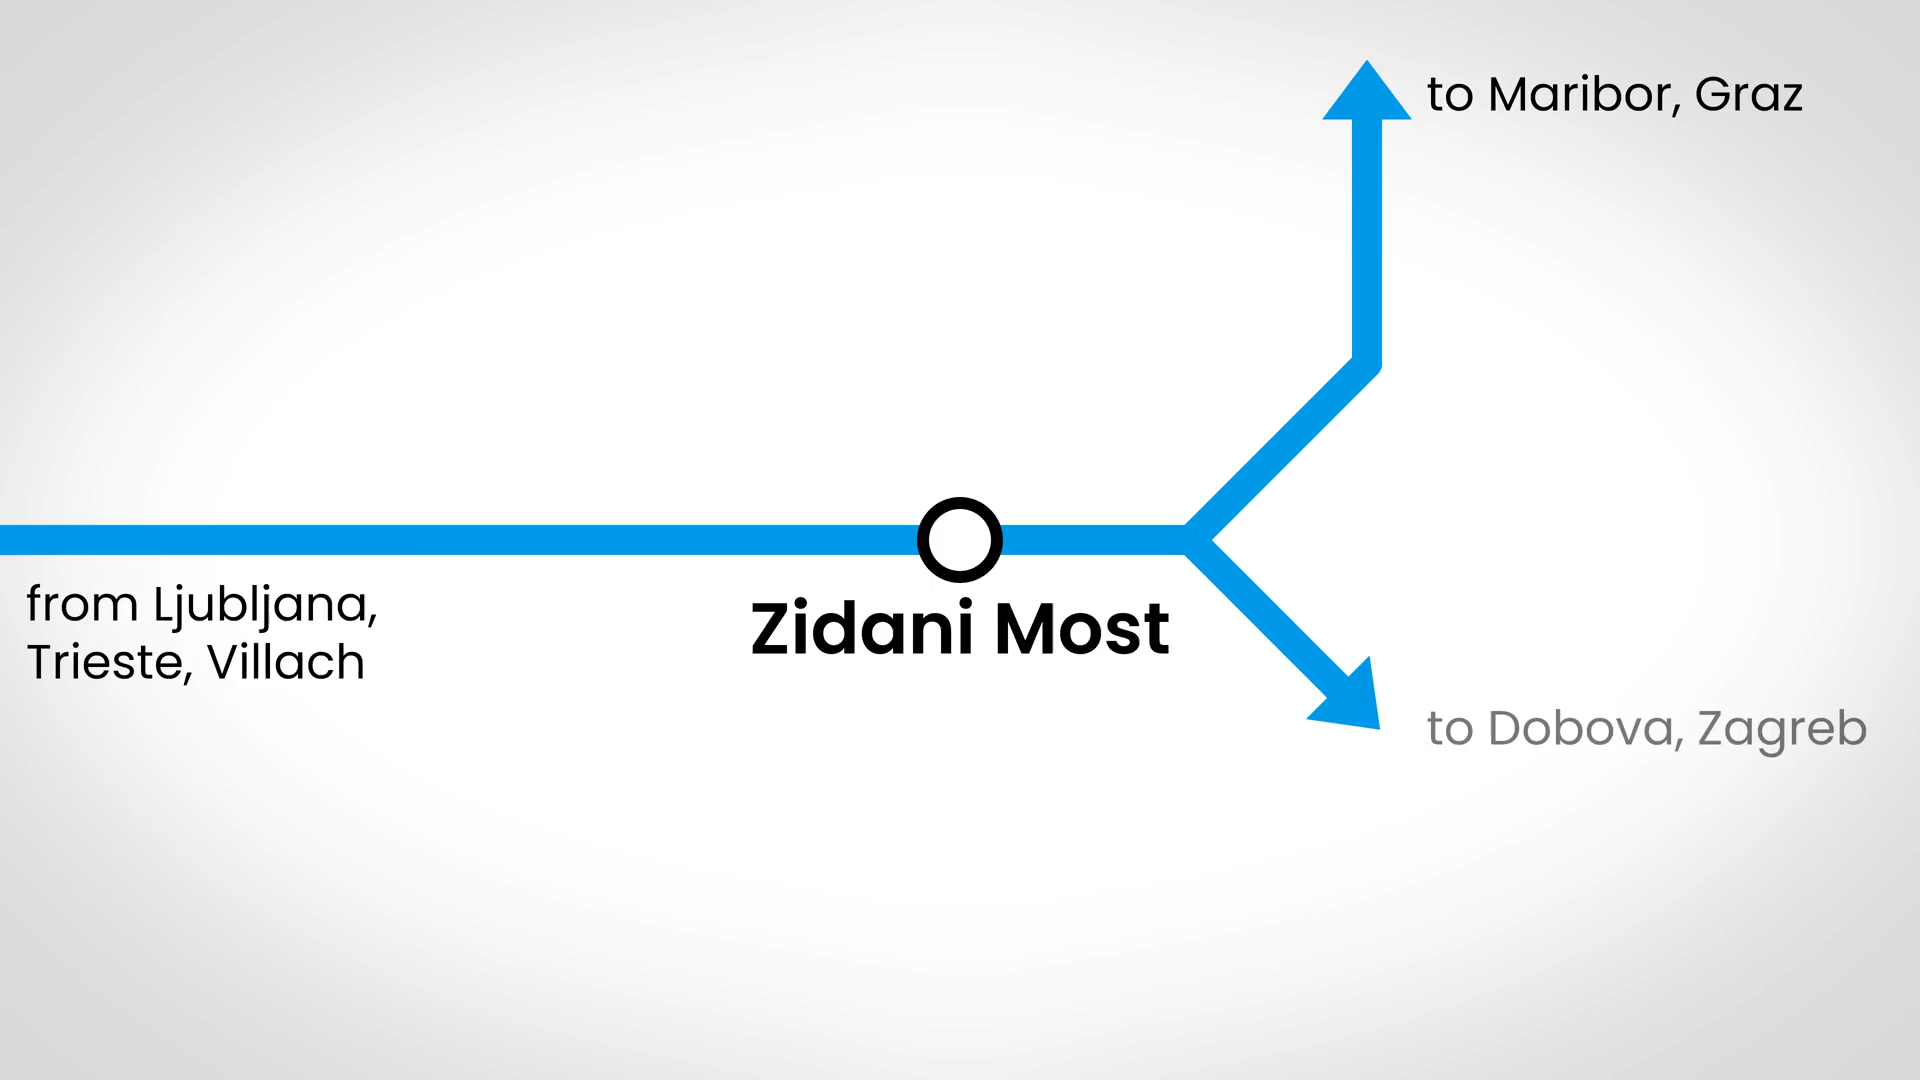 to Maribor, Graz
from Ljubljana,
Trieste, Villach
Zidani Most
to Dobova, Zagreb